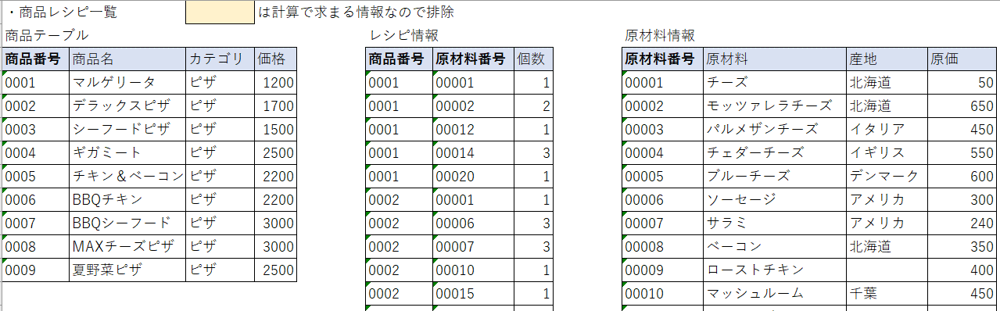 ・商品レシピ一覧 は計算で求まる情報なので排除
商品テーブル レシピ情報 原材料情報
商品番号 商品名 カテゴリ 価格 商品番号 原材料番号 個数 原材料番号 原材料 産地 原価
0001 マルゲリータ ピザ 1200 0001 00001 1 00001 チーズ 北海道 50
0002 デラックスピザ ピザ 1700 0001 00002 2 00002 モッツァレラチーズ 北海道 650
0003 シーフードピザ ピザ 1500 0001 00012 1 00003 パルメザンチーズ イタリア 450
0004 ギガミート ピザ 2500 0001 00014 3 00004 チェダーチーズ イギリス 550
0005 チキン＆ベーコン ピザ 2200 0001 00020 1 00005 ブルーチーズ デンマーク 600
0006 BBQチキン ピザ 2200 0002 00001 1 00006 ソーセージ アメリカ 300
0007 BBQシーフード ピザ 3000 0002 00006 3 00007 サラミ アメリカ 240
0008 MAXチーズピザ ピザ 3000 0002 00007 3 00008 ベーコン 北海道 350
0009 夏野菜ピザ ピザ 2500 0002 00010 1 00009 ローストチキン 400
0002 00015 1 00010 マッシュルーム 千葉 450